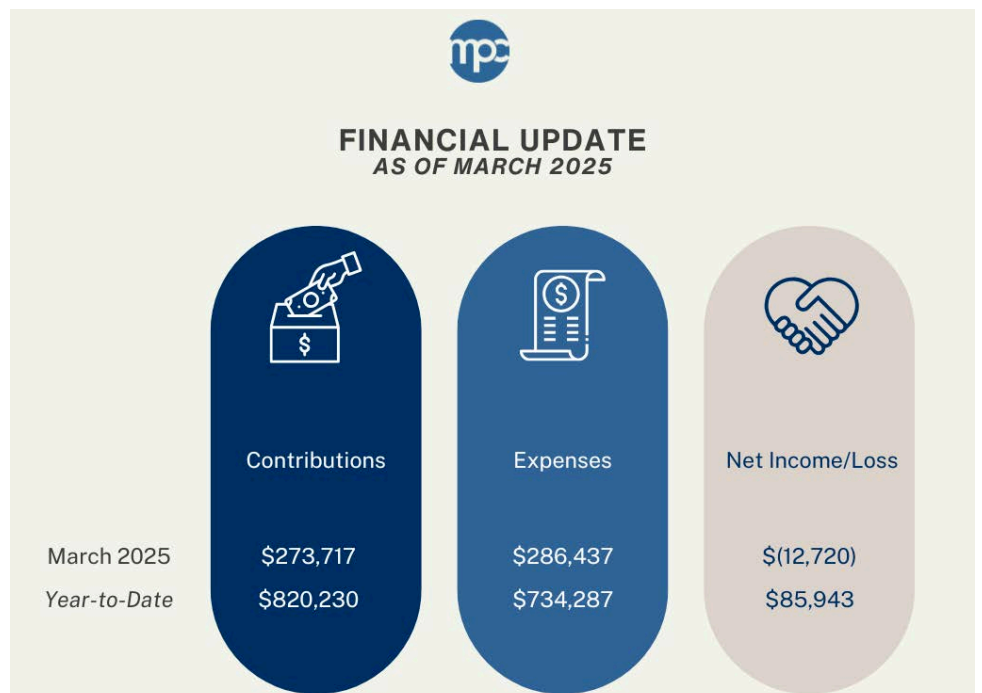 mpc
FINANCIAL UPDATE
AS OF MARCH 2025
$
$
Contributions Expenses Net Income/Loss
March 2025 $273,717 $286,437 $(12,720)
Year-to-Date $820,230 $734,287 $85,943